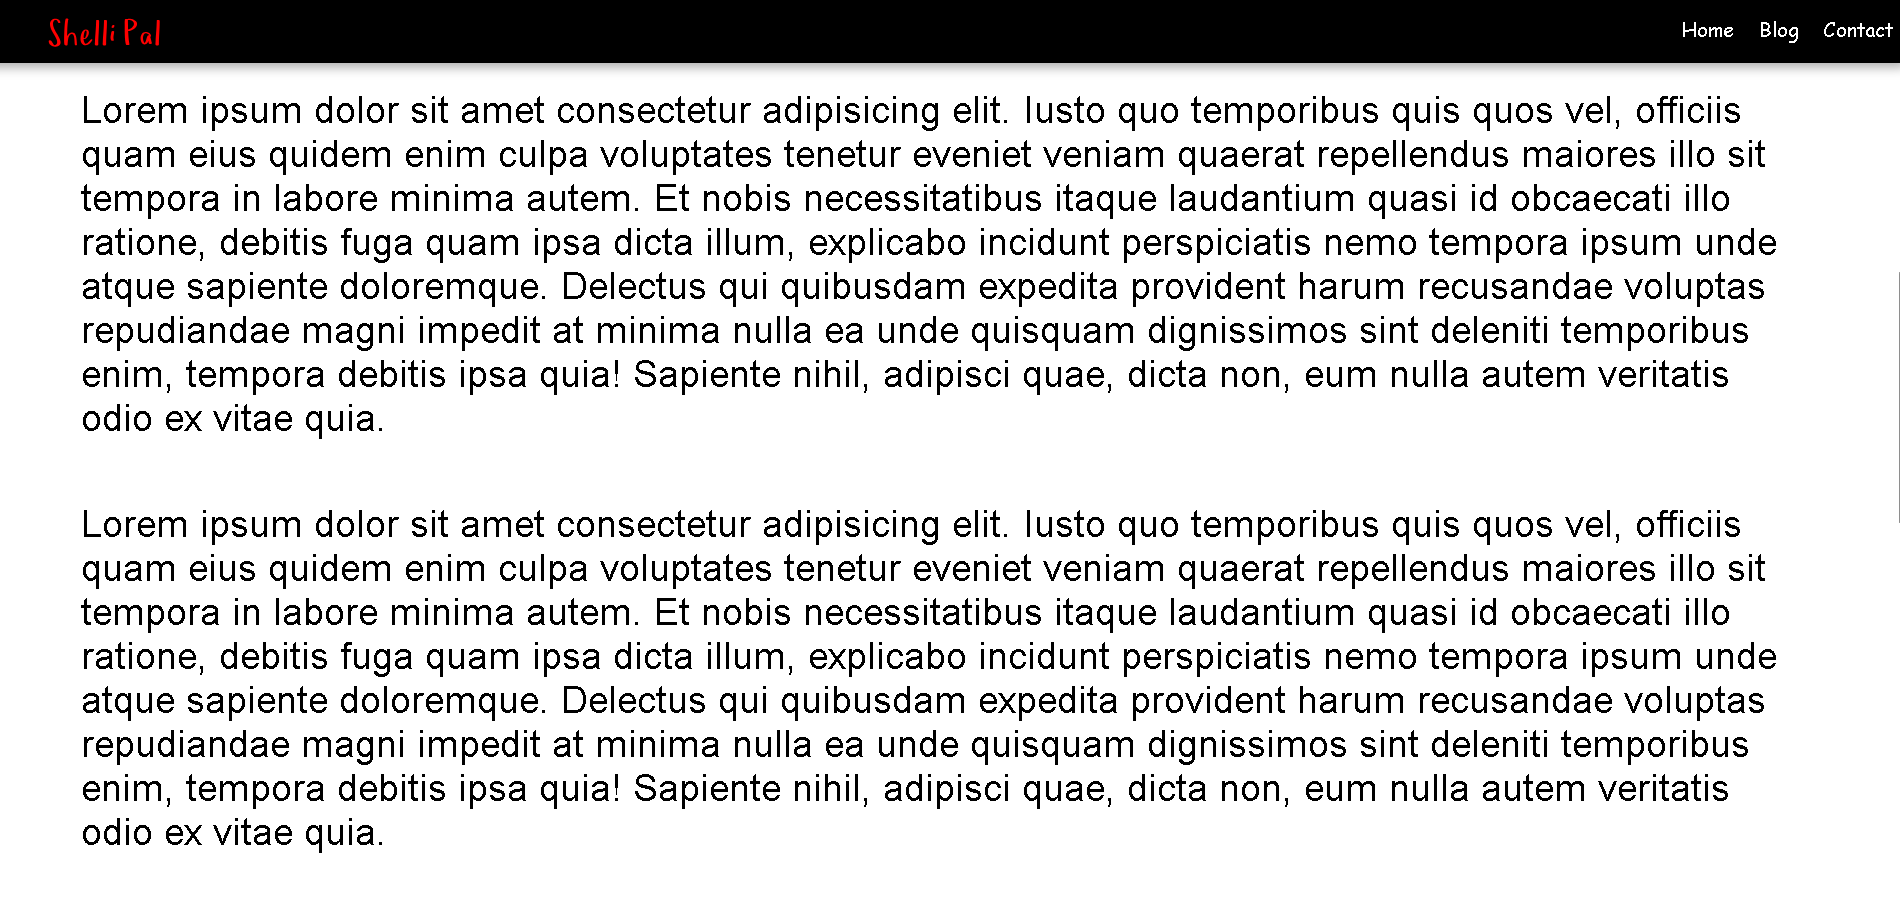 Shelli Pal
Home Blog Contact
Lorem ipsum dolor sit amet consectetur adipisicing elit. Iusto quo temporibus quis quos vel, officiis
quam eius quidem enim culpa voluptates tenetur eveniet veniam quaerat repellendus maiores illo sit
tempora in labore minima autem. Et nobis necessitatibus itaque laudantium quasi id obcaecati illo
ratione, debitis fuga quam ipsa dicta illum, explicabo incidunt perspiciatis nemo tempora ipsum unde
atque sapiente doloremque. Delectus qui quibusdam expedita provident harum recusandae voluptas
repudiandae magni impedit at minima nulla ea unde quisquam dignissimos sint deleniti temporibus
enim, tempora debitis ipsa quia! Sapiente nihil, adipisci quae, dicta non, eum nulla autem veritatis
odio ex vitae quia.
Lorem ipsum dolor sit amet consectetur adipisicing elit. Iusto quo temporibus quis quos vel, officiis
quam eius quidem enim culpa voluptates tenetur eveniet veniam quaerat repellendus maiores illo sit
tempora in labore minima autem. Et nobis necessitatibus itaque laudantium quasi id obcaecati illo
ratione, debitis fuga quam ipsa dicta illum, explicabo incidunt perspiciatis nemo tempora ipsum unde
atque sapiente doloremque. Delectus qui quibusdam expedita provident harum recusandae voluptas
repudiandae magni impedit at minima nulla ea unde quisquam dignissimos sint deleniti temporibus
enim, tempora debitis ipsa quia! Sapiente nihil, adipisci quae, dicta non, eum nulla autem veritatis
odio ex vitae quia.